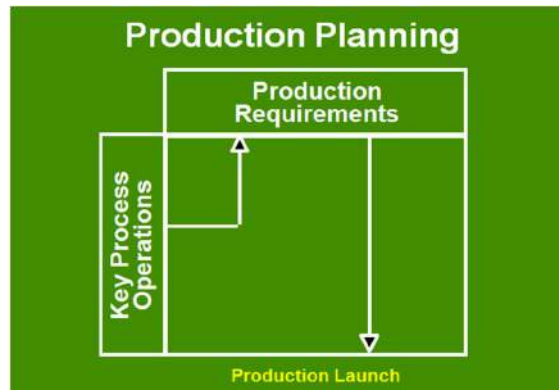 Production Planning
Production
Requirements
Key Process
Operations
Production Launch